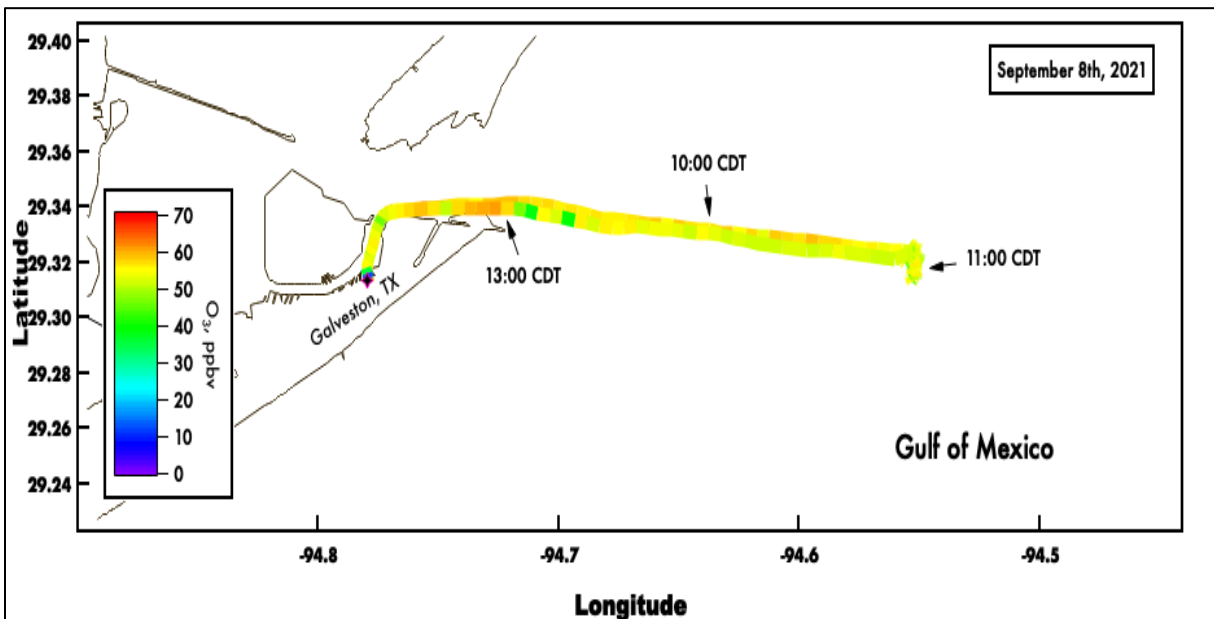 September 8th, 2021
29.40
29.38
29.36
29.34
29.32
29.30
29.28
29.26
29.24
Latitude
10:00 CDT
11:00 CDT
13:00 CDT
Galveston, TX
70
60
50
40
30
20
10
0
O3, ppbv
Gulf of Mexico
-94.8
-94.7
-94.6
-94.5
Longitude